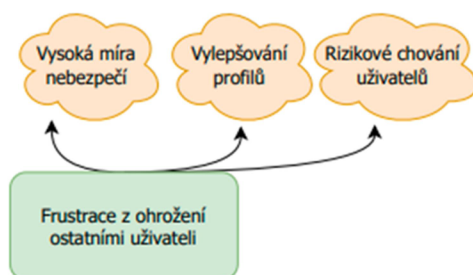 Vysoká míra
nebezpečí
Vylepšování
profilů
Rizikové chování
uživatelů
Frustrace z ohrožení
ostatními uživateli